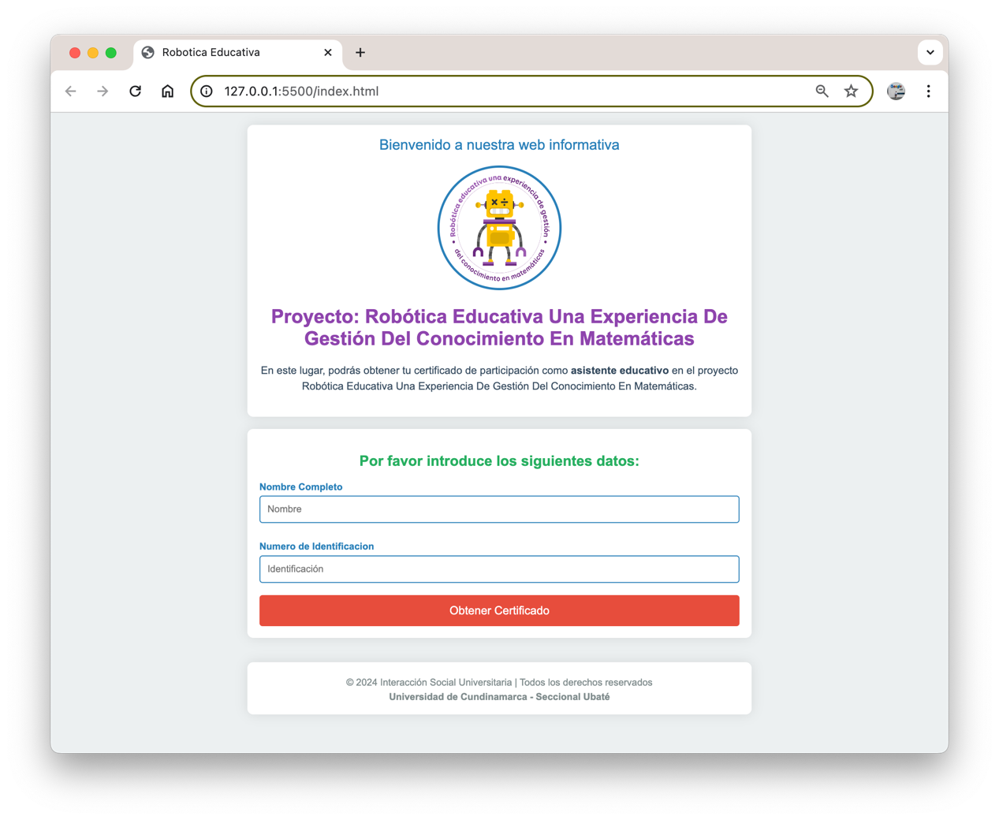 Robotica Educativa
127.0.0.1:5500/index.html
Bienvenido a nuestra web informativa
Robótica educativa una experiencia de gestión
del conocimiento en matemáticas
Proyecto: Robótica Educativa Una Experiencia De
Gestión Del Conocimiento En Matemáticas
En este lugar, podrás obtener tu certificado de participación como asistente educativo en el proyecto
Robótica Educativa Una Experiencia De Gestión Del Conocimiento En Matemáticas.
Por favor introduce los siguientes datos:
Nombre Completo
Nombre
Numero de Identificacion
Identificación
Obtener Certificado
© 2024 Interacción Social Universitaria | Todos los derechos reservados
Universidad de Cundinamarca - Seccional Ubaté